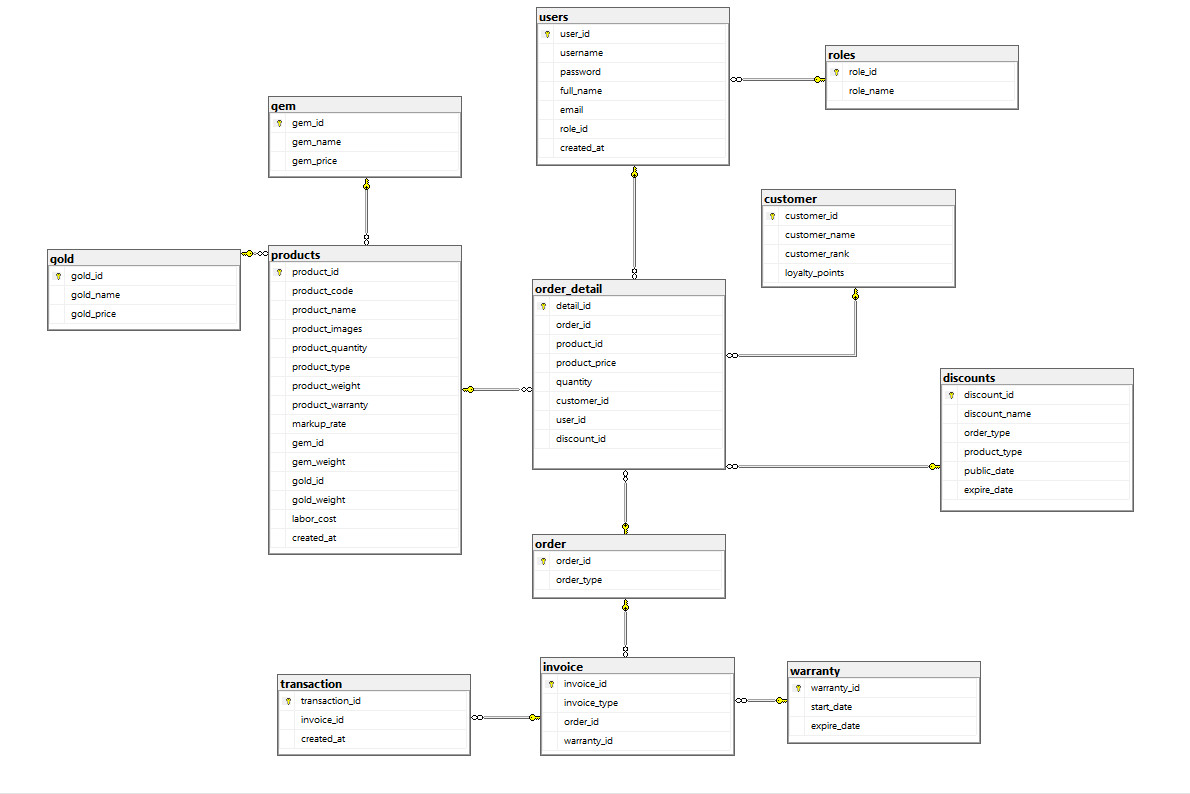 users
user_id
username
password
full_name
email
role_id
created_at
roles
role_id
role_name
gem
gem_id
gem_name
gem_price
customer
customer_id
customer_name
customer_rank
loyalty_points
gold
gold_id
gold_name
gold_price
products
product_id
product_code
product_name
product_images
product_quantity
product_type
product_weight
product_warranty
markup_rate
gem_id
gem_weight
gold_id
gold_weight
labor_cost
created_at
order_detail
detail_id
order_id
product_id
product_price
quantity
customer_id
user_id
discount_id
discounts
discount_id
discount_name
order_type
product_type
public_date
expire_date
order
order_id
order_type
invoice
invoice_id
invoice_type
order_id
warranty_id
transaction
transaction_id
invoice_id
created_at
warranty
warranty_id
start_date
expire_date